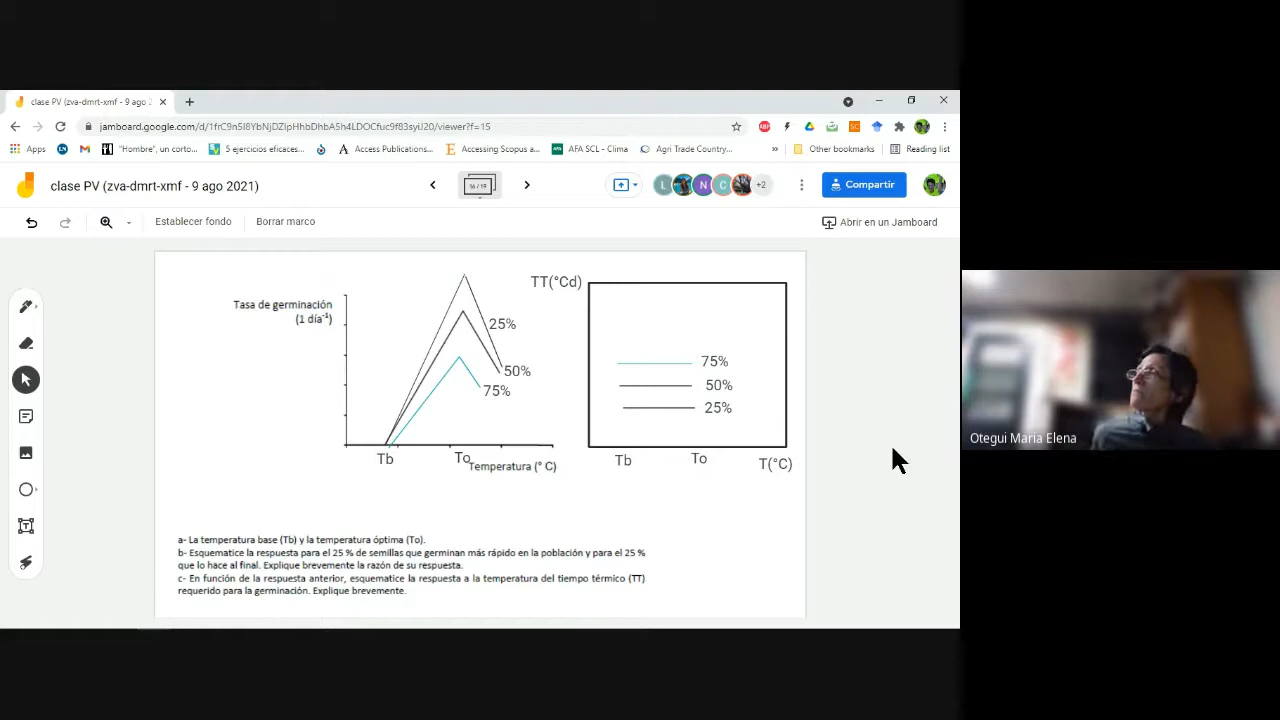 clase PV (zva-dmrt-xmf - 9 ago 2
jamboard.google.com/d/1frC9n5I8YbNjDZIpHhbDhbA5h4LDOCfuc9f83syiJ20/viewer?f=15
Apps
"Hombre", un corto...
5 ejercicios eficaces...
Access Publications...
Accessing Scopus a...
AFA SCL - Clima
Agri Trade Country...
»
Other bookmarks
Reading list
clase PV (zva-dmrt-xmf - 9 ago 2021)
16 / 19
L
N
C
+2
Compartir
Establecer fondo
Borrar marco
Abrir en un Jamboard
Tasa de germinación
(1 día-1)
25%
50%
75%
Tb
To
Temperatura (° C)
TT(°Cd)
75%
50%
25%
Tb
To
T(°C)
a- La temperatura base (Tb) y la temperatura óptima (To).
b- Esquematice la respuesta para el 25 % de semillas que germinan más rápido en la población y para el 25 %
que lo hace al final. Explique brevemente la razón de su respuesta.
c- En función de la respuesta anterior, esquematice la respuesta a la temperatura del tiempo térmico (TT)
requerido para la germinación. Explique brevemente.
Otegui Maria Elena